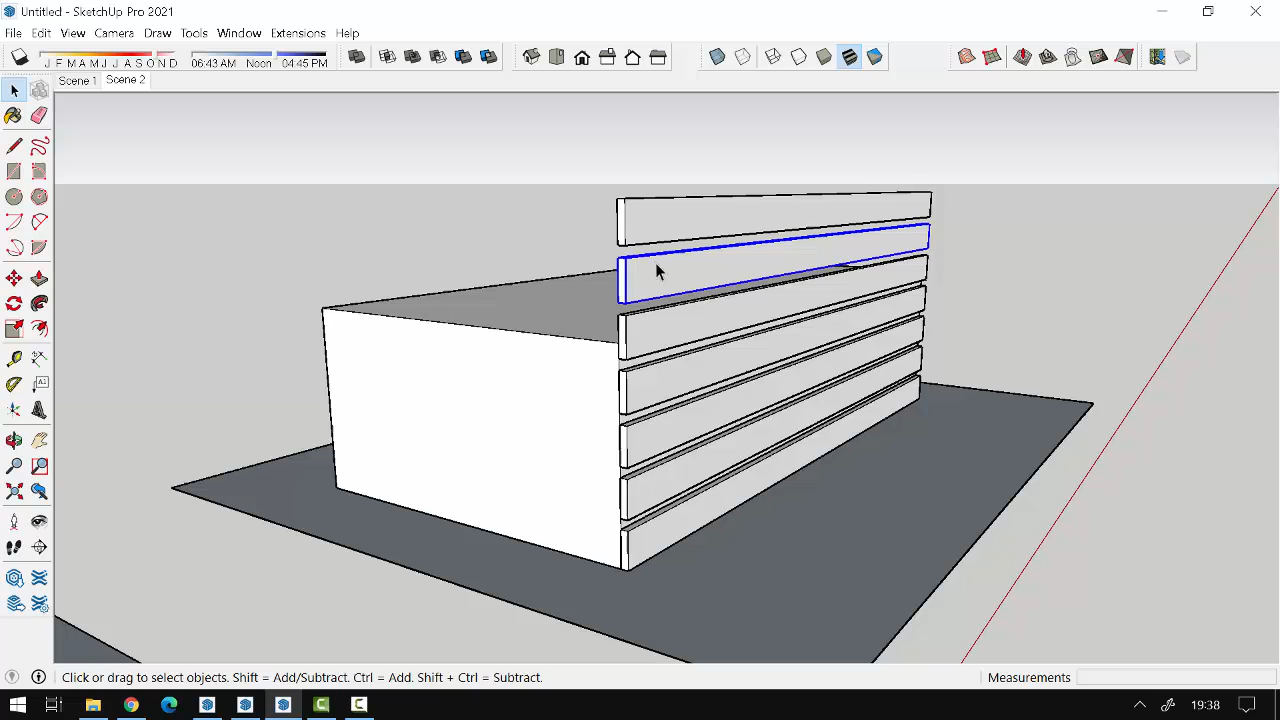 Untitled - SketchUp Pro 2021
File Edit View Camera Draw Tools Window Extensions Help
J F M A M J J A S O N D 06:43 AM Noon 04:45 PM
Scene 1 Scene 2
A1
Click or drag to select objects. Shift = Add/Subtract. Ctrl = Add. Shift + Ctrl = Subtract. Measurements
19:38